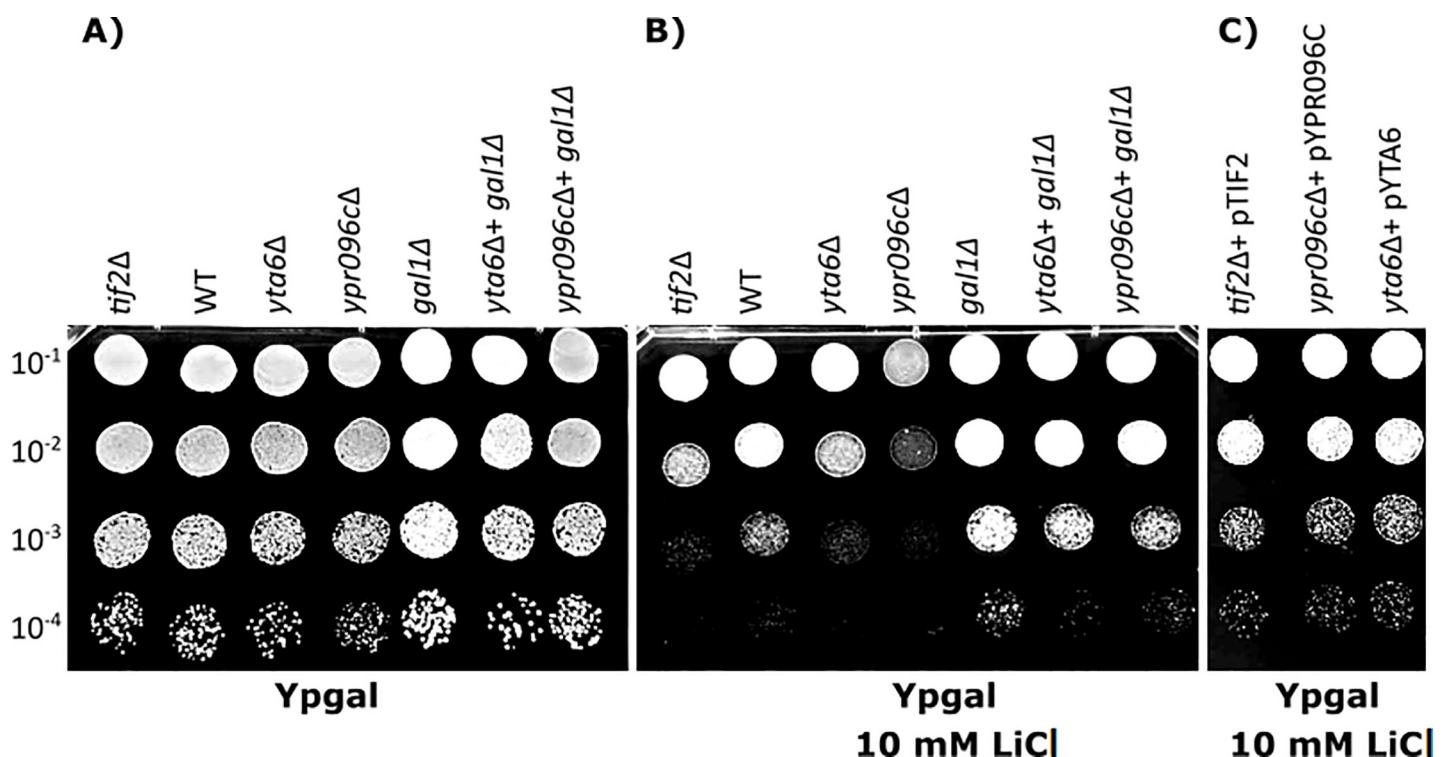 A)
B)
C)
tif2Δ
WT
yta6Δ
ypr096cΔ
gal1Δ
yta6Δ+ gal1Δ
ypr096cΔ+ gal1Δ
tif2Δ
WT
yta6Δ
ypr096cΔ
gal1Δ
yta6Δ+ gal1Δ
ypr096cΔ+ gal1Δ
tif2Δ+ pTIF2
ypr096cΔ+ pYPR096C
yta6Δ+ pYTA6
10⁻¹
10⁻²
10⁻³
10⁻⁴
Ypgal
Ypgal
10 mM LiCl
Ypgal
10 mM LiCl